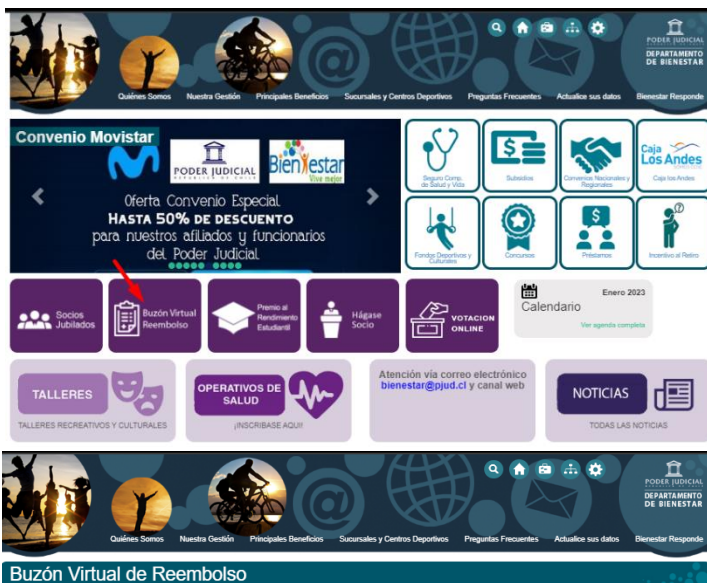 PODER JUDICIAL
DEPARTAMENTO
DE BIENESTAR
Quiénes Somos Nuestra Gestión Principales Beneficios Sucursales y Centros Deportivos Preguntas Frecuentes Actualice sus datos Bienestar Responde
Convenio Movistar
PODER JUDICIAL
REPUBLICA DE CHILE
Bienestar
Vive mejor
Oferta Convenio Especial
HASTA 50% DE DESCUENTO
para nuestros afiliados y funcionarios
del Poder Judicial
Seguro Comp.
de Salud y Vida
Subsidios
Convenios Nacionales y
Regionales
Caja
Los Andes
Caja los Andes
Fondos Deportivos y
Culturales
Concursos
Préstamos
Incentivo al Retiro
Socios
Jubilados
Buzón Virtual
Reembolso
Premio al
Rendimiento
Estudiantil
Hágase
Socio
VOTACION
ONLINE
Enero 2023
Calendario
Ver agenda completa
TALLERES
TALLERES RECREATIVOS Y CULTURALES
OPERATIVOS DE
SALUD
¡INSCRIBASE AQUI!
Atención vía correo electrónico
bienestar@pjud.cl y canal web
NOTICIAS
TODAS LAS NOTICIAS
PODER JUDICIAL
DEPARTAMENTO
DE BIENESTAR
Quiénes Somos Nuestra Gestión Principales Beneficios Sucursales y Centros Deportivos Preguntas Frecuentes Actualice sus datos Bienestar Responde
Buzón Virtual de Reembolso